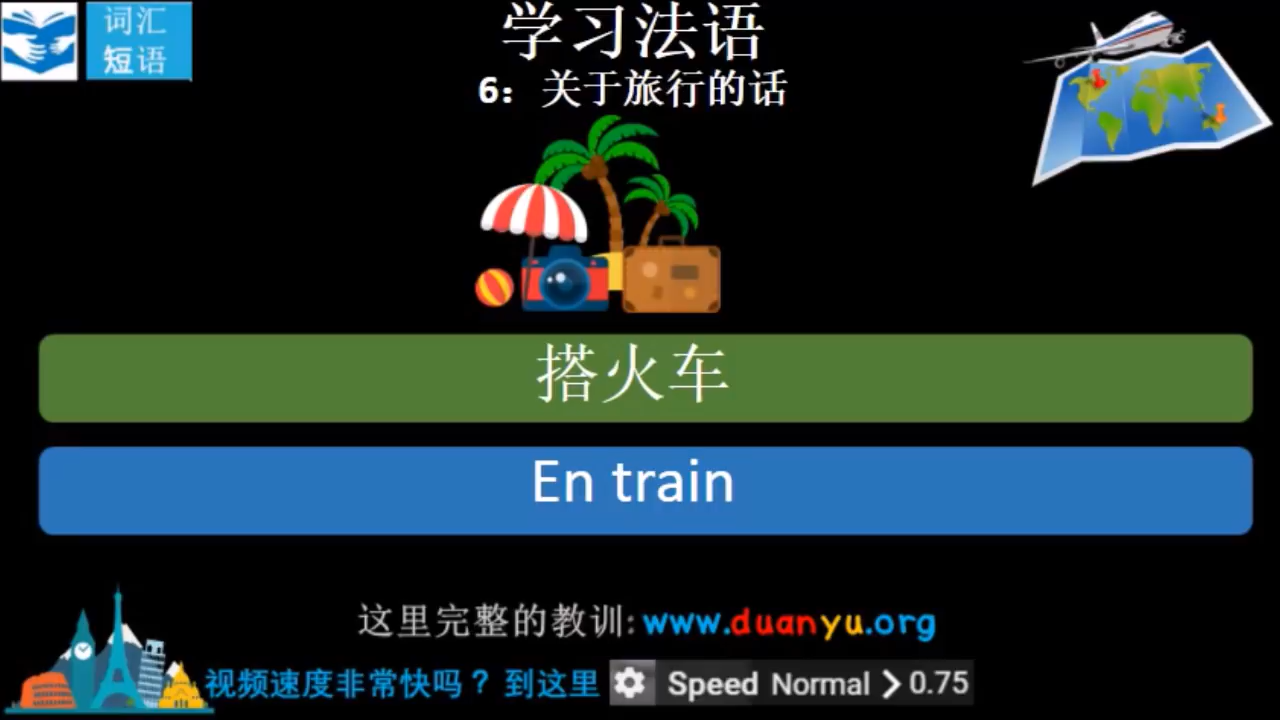 词汇
短语
学习法语
6：关于旅行的话
搭火车
En train
这里完整的教训: www.duanyu.org
视频速度非常快吗？ 到这里 Speed Normal > 0.75